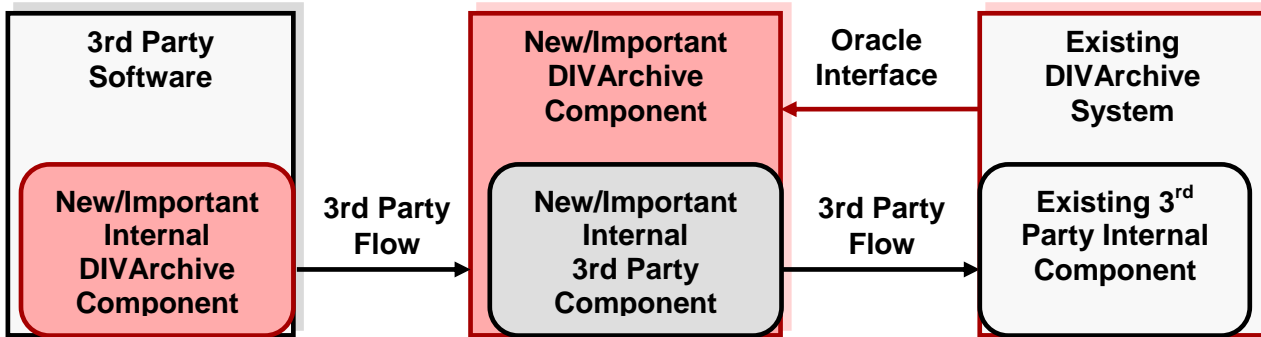 3rd Party
Software
New/Important
Internal
DIVArchive
Component
3rd Party
Flow
New/Important
DIVArchive
Component
New/Important
Internal
3rd Party
Component
Oracle
Interface
3rd Party
Flow
Existing
DIVArchive
System
Existing 3rd
Party Internal
Component